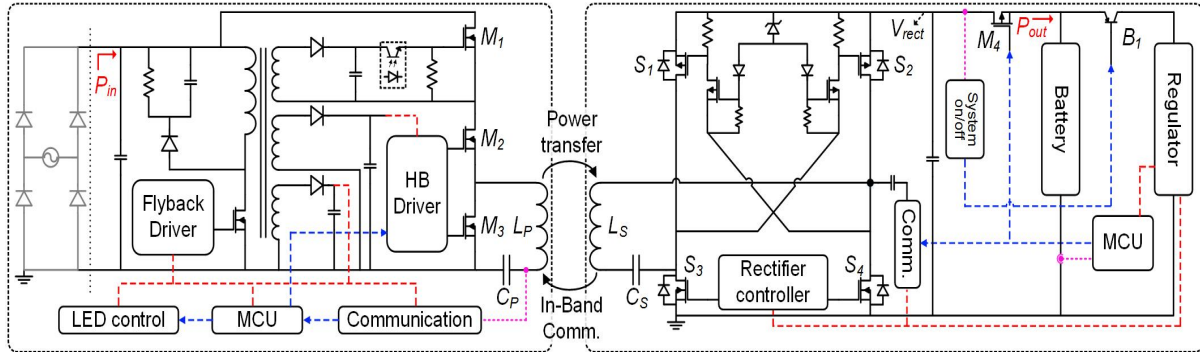 P_in
Flyback
Driver
HB
Driver
M_1
M_2
M_3
L_P
C_P
LED control
MCU
Communication
Power
transfer
In-Band
Comm.
L_S
C_S
S_1
S_2
S_3
S_4
Rectifier
controller
Comm.
V_rect
M_4
P_out
B_1
System
on/off
Battery
Regulator
MCU